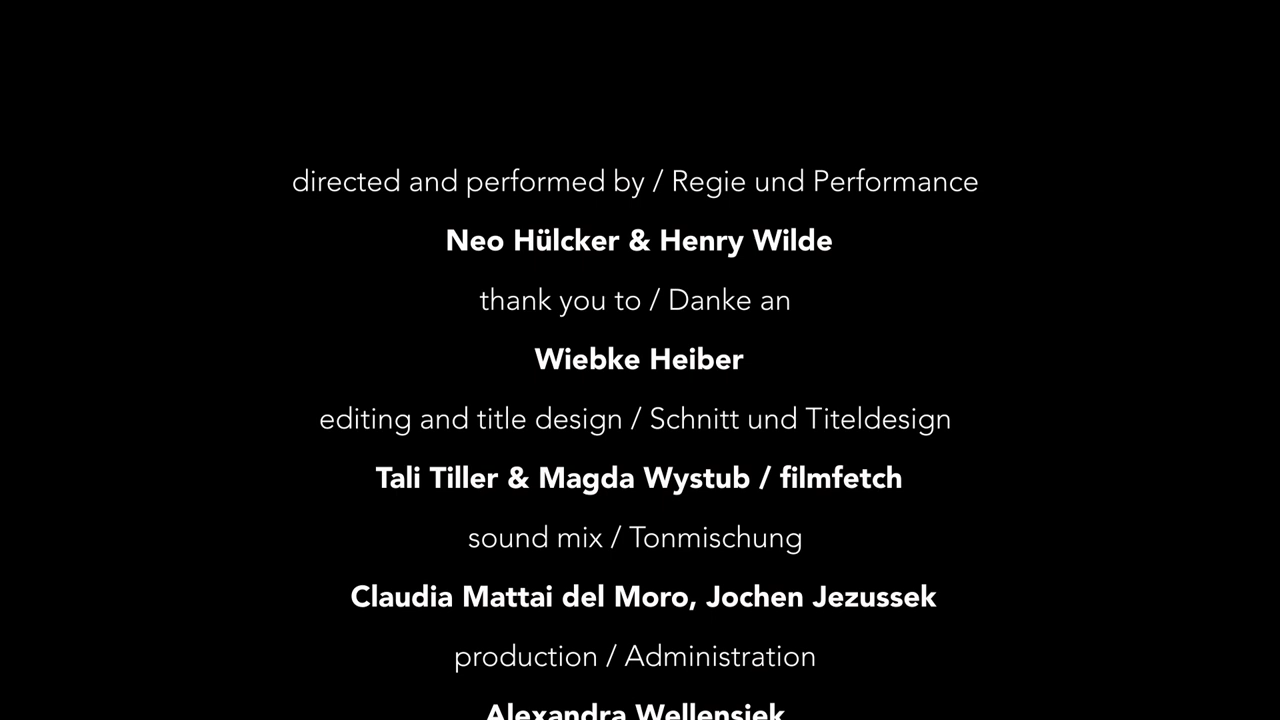 directed and performed by / Regie und Performance
Neo Hülcker & Henry Wilde
thank you to / Danke an
Wiebke Heiber
editing and title design / Schnitt und Titeldesign
Tali Tiller & Magda Wystub / filmfetch
sound mix / Tonmischung
Claudia Mattai del Moro, Jochen Jezussek
production / Administration
Alexandra Wellensiek